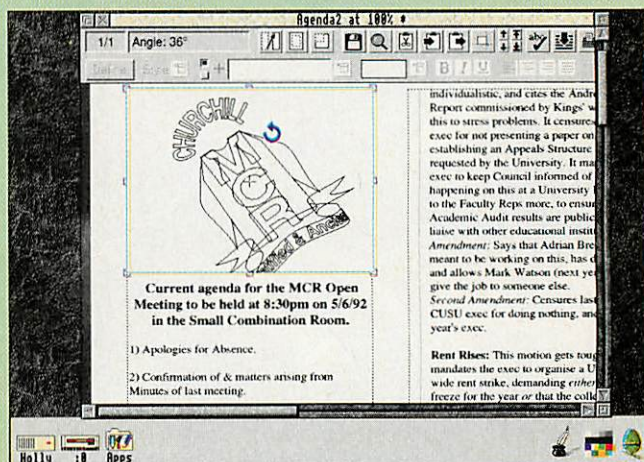 Agenda2 at 100% *
1/1 Angle: 36°
abc
Define Style
B I U
CHURCHILL
MCR
& Ancient
Current agenda for the MCR Open
Meeting to be held at 8:30pm on 5/6/92
in the Small Combination Room.
1) Apologies for Absence.
2) Confirmation of & matters arising from
Minutes of last meeting.
individualistic, and cites the Andre
Report commissioned by Kings' w
this to stress problems. It censures
exec for not presenting a paper on
establishing an Appeals Structure
requested by the University. It ma
exec to keep Council informed of
happening on this at a University
to the Faculty Reps more, to ensur
Academic Audit results are public
liaise with other educational instit
Amendment: Says that Adrian Bre
meant to be working on this, has d
and allows Mark Watson (next ye
give the job to someone else.
Second Amendment: Censures last
CUSU exec for doing nothing, and
year's exec.
Rent Rises: This motion gets toug
mandates the exec to organise a U
wide rent strike, demanding either
freeze for the year or that the colle
Holly :0 Apps